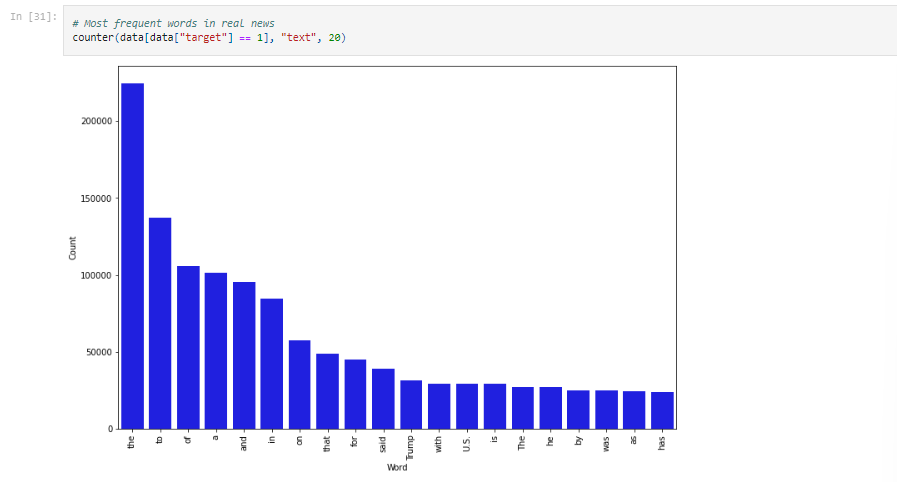 In [31]:
# Most frequent words in real news
counter(data[data["target"] == 1], "text", 20)
200000
150000
100000
50000
0
Count
the to of a and in on that for said Trump with U.S. is The he by was as has
Word